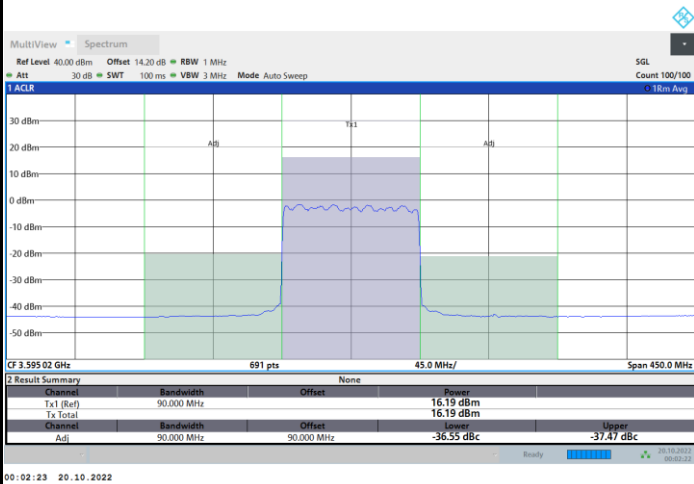 MultiView Spectrum
Ref Level 40.00 dBm Offset 14.20 dB RBW 1 MHz SGL
Att 30 dB SWT 100 ms VBW 3 MHz Mode Auto Sweep Count 100/100
1 ACLR 1Rm Avg
30 dBm
Tx1
20 dBm Adj Adj
10 dBm
0 dBm
-10 dBm
-20 dBm
-30 dBm
-40 dBm
-50 dBm
CF 3.595 02 GHz 691 pts 45.0 MHz/ Span 450.0 MHz
2 Result Summary None
Channel Bandwidth Offset Power
Tx1 (Ref) 90.000 MHz 16.19 dBm
Tx Total 16.19 dBm
Channel Bandwidth Offset Lower Upper
Adj 90.000 MHz 90.000 MHz -36.55 dBc -37.47 dBc
Ready 20.10.2022
00:02:22
00:02:23 20.10.2022